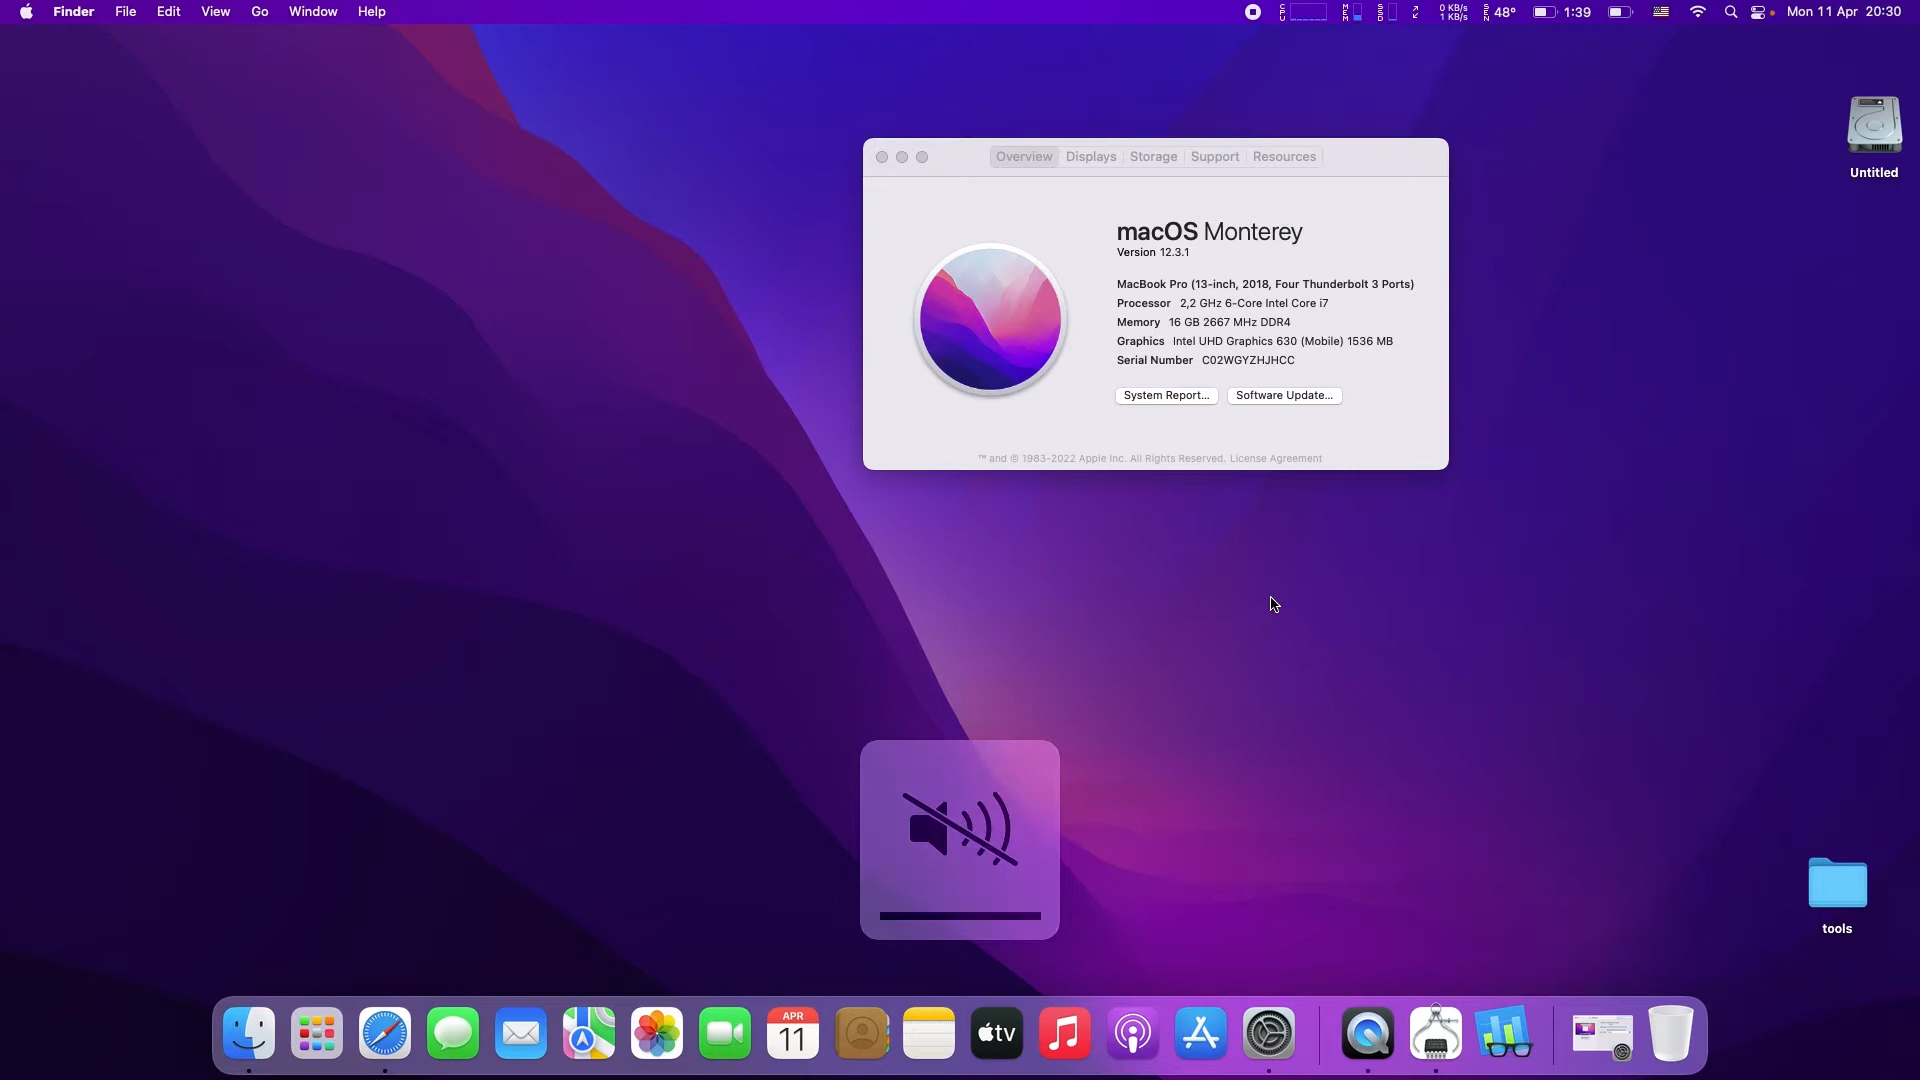 Finder File Edit View Go Window Help
CPU MEM SSD 0 KB/s 1 KB/s SEN 48° 1:39 Mon 11 Apr 20:30
Untitled
Overview Displays Storage Support Resources
macOS Monterey
Version 12.3.1
MacBook Pro (13-inch, 2018, Four Thunderbolt 3 Ports)
Processor 2,2 GHz 6-Core Intel Core i7
Memory 16 GB 2667 MHz DDR4
Graphics Intel UHD Graphics 630 (Mobile) 1536 MB
Serial Number C02WGYZHJHCC
System Report... Software Update...
™ and © 1983-2022 Apple Inc. All Rights Reserved. License Agreement
tools
APR
11
tv